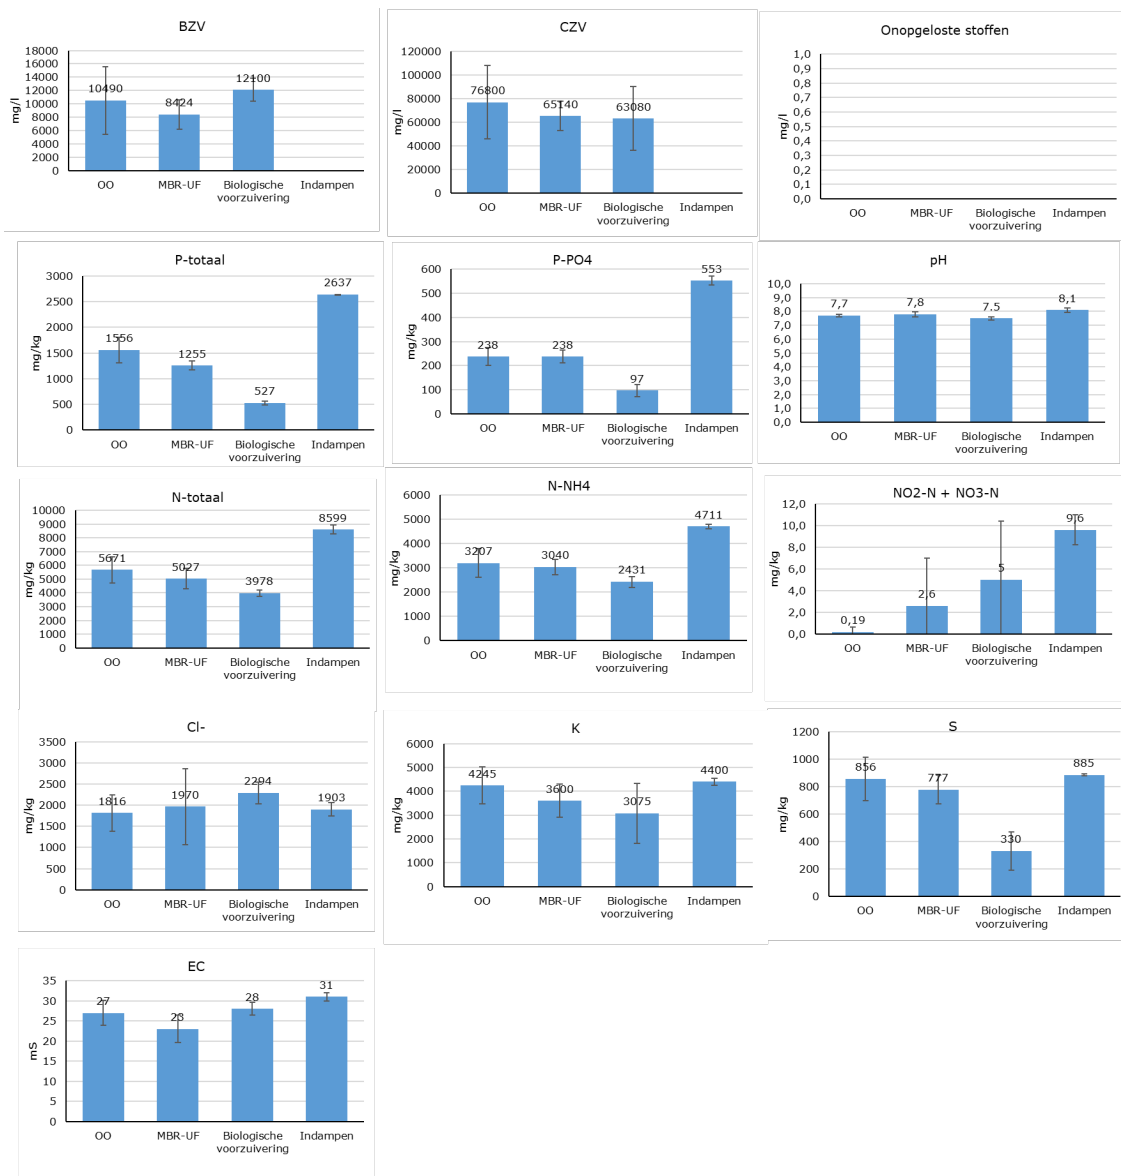 BZV
18000
16000
14000
12000
10000
8000
6000
4000
2000
0
mg/l
10490
8424
12100
OO
MBR-UF
Biologische
voorzuivering
Indampen
CZV
120000
100000
80000
60000
40000
20000
0
mg/l
76800
65140
63080
OO
MBR-UF
Biologische
voorzuivering
Indampen
Onopgeloste stoffen
1,0
0,9
0,8
0,7
0,6
0,5
0,4
0,3
0,2
0,1
0,0
mg/l
OO
MBR-UF
Biologische
voorzuivering
Indampen
P-totaal
3000
2500
2000
1500
1000
500
0
mg/kg
1556
1255
527
2637
OO
MBR-UF
Biologische
voorzuivering
Indampen
P-PO4
600
500
400
300
200
100
0
mg/kg
238
238
97
553
OO
MBR-UF
Biologische
voorzuivering
Indampen
pH
10,0
9,0
8,0
7,0
6,0
5,0
4,0
3,0
2,0
1,0
0,0
mg/kg
7,7
7,8
7,5
8,1
OO
MBR-UF
Biologische
voorzuivering
Indampen
N-totaal
10000
9000
8000
7000
6000
5000
4000
3000
2000
1000
0
mg/kg
5671
5027
3978
8599
OO
MBR-UF
Biologische
voorzuivering
Indampen
N-NH4
6000
5000
4000
3000
2000
1000
0
mg/kg
3207
3040
2431
4711
OO
MBR-UF
Biologische
voorzuivering
Indampen
NO2-N + NO3-N
12,0
10,0
8,0
6,0
4,0
2,0
0,0
mg/kg
0,19
2,6
5
9,6
OO
MBR-UF
Biologische
voorzuivering
Indampen
Cl-
3500
3000
2500
2000
1500
1000
500
0
mg/kg
1816
1970
2294
1903
OO
MBR-UF
Biologische
voorzuivering
Indampen
K
6000
5000
4000
3000
2000
1000
0
mg/kg
4245
3600
3075
4400
OO
MBR-UF
Biologische
voorzuivering
Indampen
S
1200
1000
800
600
400
200
0
mg/kg
856
777
330
885
OO
MBR-UF
Biologische
voorzuivering
Indampen
EC
35
30
25
20
15
10
5
0
mS
27
23
28
31
OO
MBR-UF
Biologische
voorzuivering
Indampen